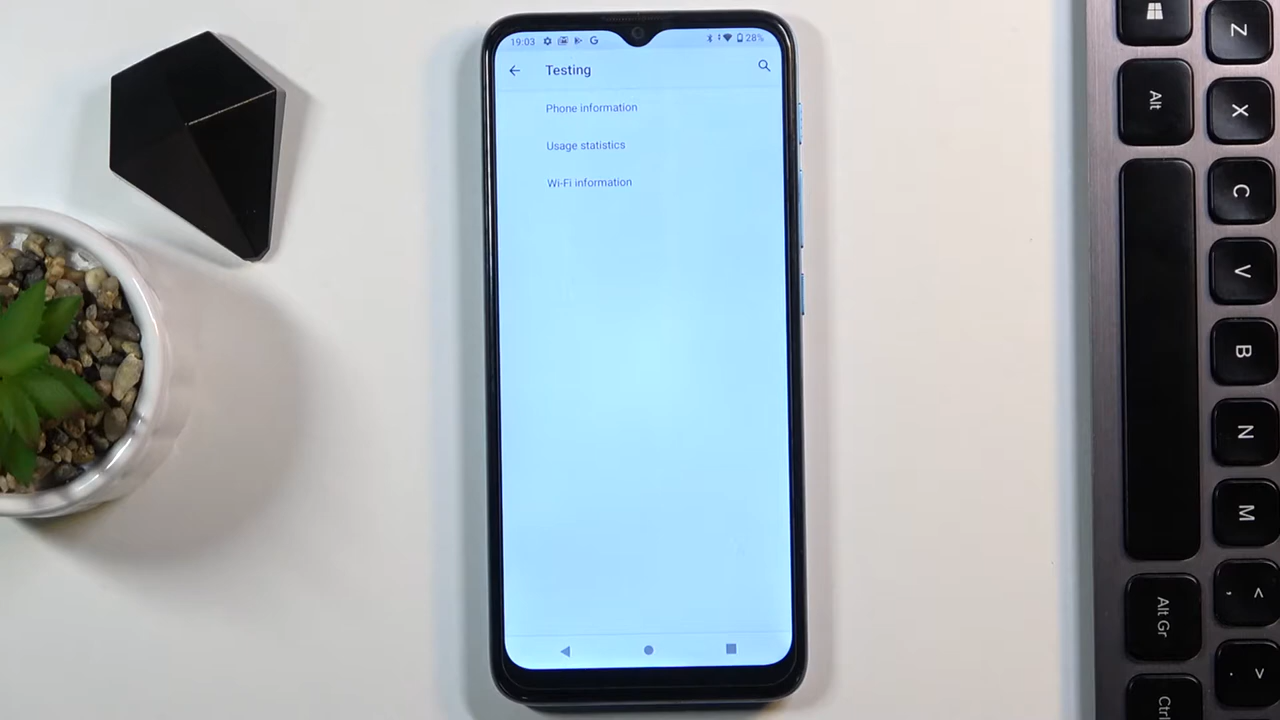 19:03
28%
Testing
Phone information
Usage statistics
Wi-Fi information
Alt
Alt Gr
Ctrl
Z
X
C
V
B
N
M
< ,
> .